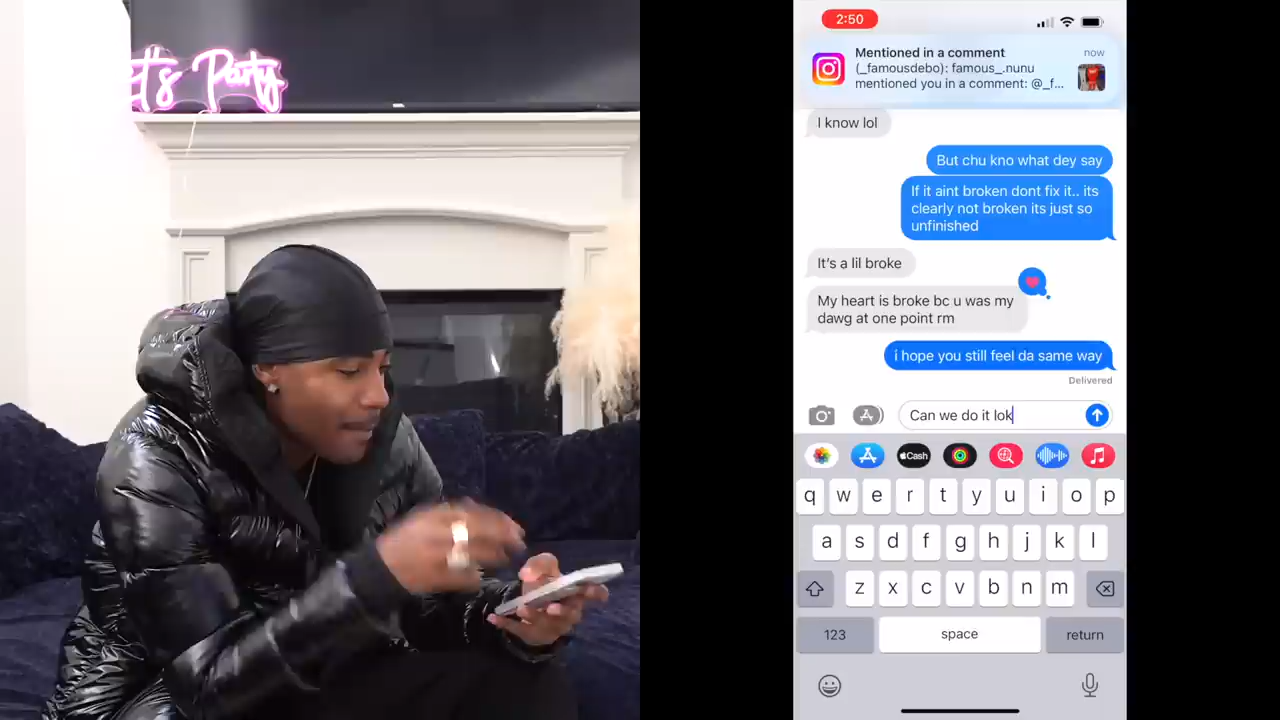 t's Party
2:50
Mentioned in a comment
now
(_famousdebo): famous_.nunu
mentioned you in a comment: @_f...
I know lol
But chu kno what dey say
If it aint broken dont fix it.. its
clearly not broken its just so
unfinished
It's a lil broke
My heart is broke bc u was my
dawg at one point rm
i hope you still feel da same way
Delivered
Can we do it lok
Cash
q w e r t y u i o p
a s d f g h j k l
z x c v b n m
123 space return